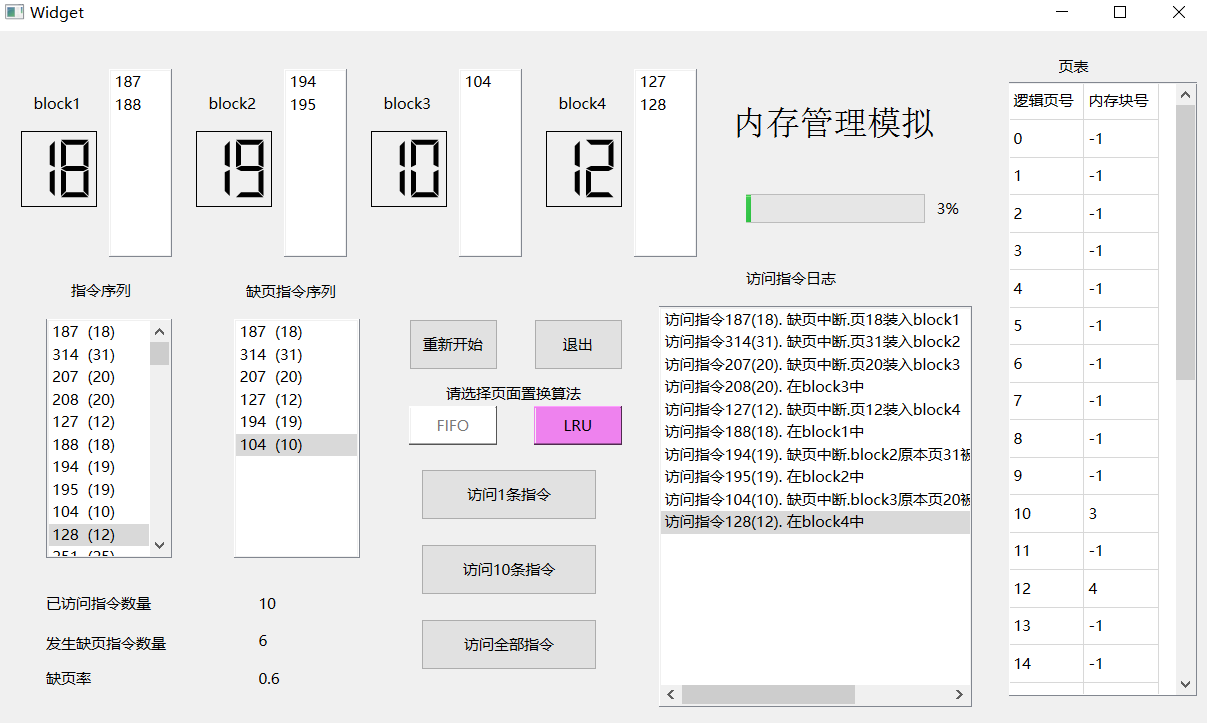 Widget
block1
18
187
188
block2
19
194
195
block3
10
104
block4
12
127
128
内存管理模拟
3%
指令序列
187 (18)
314 (31)
207 (20)
208 (20)
127 (12)
188 (18)
194 (19)
195 (19)
104 (10)
128 (12)
251 (25)
缺页指令序列
187 (18)
314 (31)
207 (20)
127 (12)
194 (19)
104 (10)
重新开始
退出
请选择页面置换算法
FIFO
LRU
访问1条指令
访问10条指令
访问全部指令
已访问指令数量 10
发生缺页指令数量 6
缺页率 0.6
访问指令日志
访问指令187(18). 缺页中断.页18装入block1
访问指令314(31). 缺页中断.页31装入block2
访问指令207(20). 缺页中断.页20装入block3
访问指令208(20). 在block3中
访问指令127(12). 缺页中断.页12装入block4
访问指令188(18). 在block1中
访问指令194(19). 缺页中断.block2原本页31被
访问指令195(19). 在block2中
访问指令104(10). 缺页中断.block3原本页20被
访问指令128(12). 在block4中
页表
逻辑页号 内存块号
0 -1
1 -1
2 -1
3 -1
4 -1
5 -1
6 -1
7 -1
8 -1
9 -1
10 3
11 -1
12 4
13 -1
14 -1